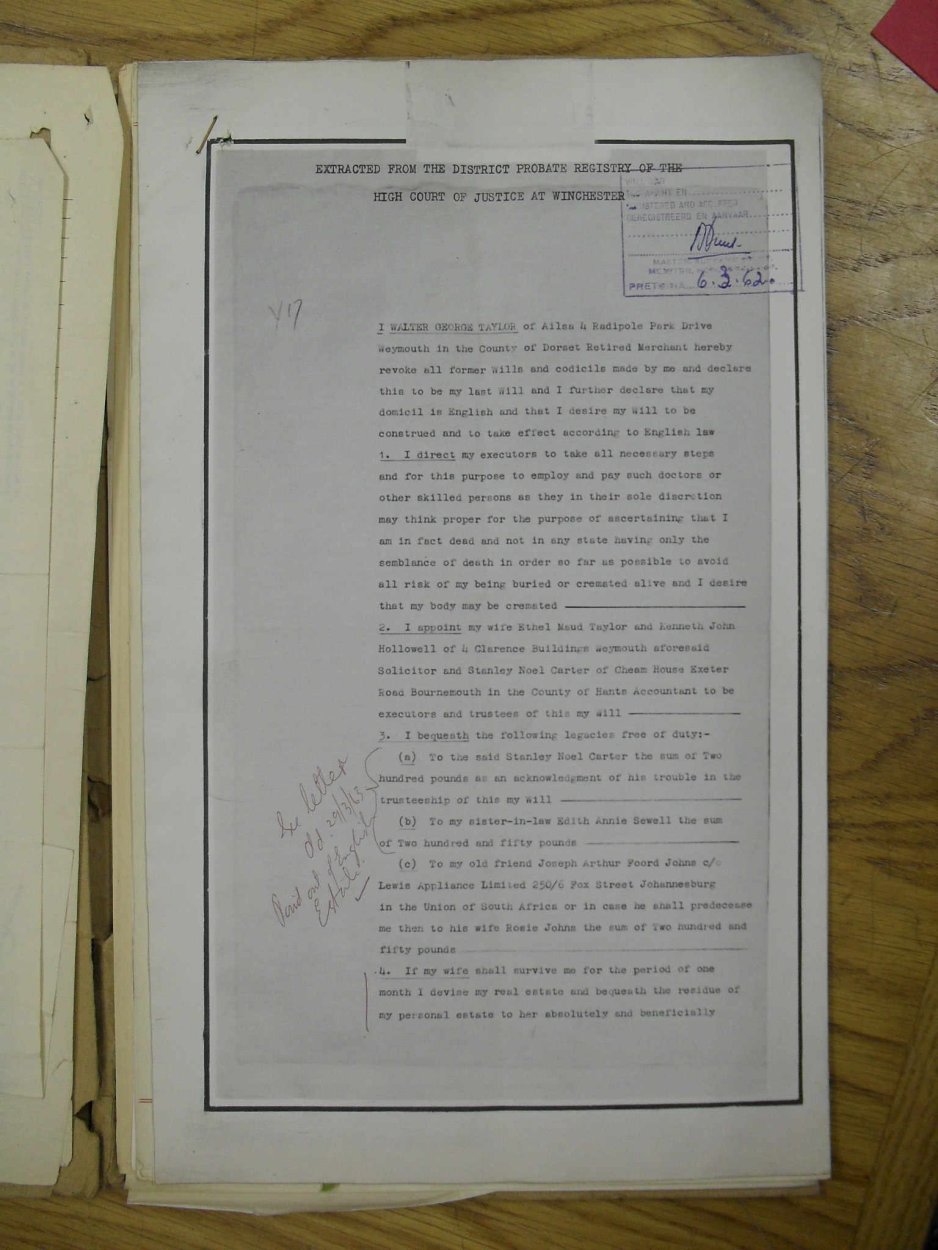 EXTRACTED FROM THE DISTRICT PROBATE REGISTRY OF THE
HIGH COURT OF JUSTICE AT WINCHESTER
REGISTERED AND ACCEPTED
GEREGISTREERD EN AANVAAR
PRETORIA
6.3.62.
I WALTER GEORGE TAYLOR of Ailsa 4 Radipole Park Drive
Weymouth in the County of Dorset Retired Merchant hereby
revoke all former Wills and codicils made by me and declare
this to be my last Will and I further declare that my
domicil is English and that I desire my Will to be
construed and to take effect according to English law
1. I direct my executors to take all necessary steps
and for this purpose to employ and pay such doctors or
other skilled persons as they in their sole discretion
may think proper for the purpose of ascertaining that I
am in fact dead and not in any state having only the
semblance of death in order so far as possible to avoid
all risk of my being buried or cremated alive and I desire
that my body may be cremated
2. I appoint my wife Ethel Maud Taylor and Kenneth John
Hollowell of 4 Clarence Buildings Weymouth aforesaid
Solicitor and Stanley Noel Carter of Cheam House Exeter
Road Bournemouth in the County of Hants Accountant to be
executors and trustees of this my Will
3. I bequeath the following legacies free of duty:-
(a) To the said Stanley Noel Carter the sum of Two
hundred pounds as an acknowledgment of his trouble in the
trusteeship of this my Will
(b) To my sister-in-law Edith Annie Sewell the sum
of Two hundred and fifty pounds
(c) To my old friend Joseph Arthur Foord Johns c/o
Lewis Appliance Limited 250/6 Fox Street Johannesburg
in the Union of South Africa or in case he shall predecease
me then to his wife Rosie Johns the sum of Two hundred and
fifty pounds
4. If my wife shall survive me for the period of one
month I devise my real estate and bequeath the residue of
my personal estate to her absolutely and beneficially
See letter
dd. 29/3/63.
Paid out of English
Estate.